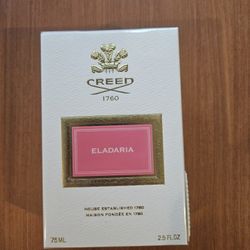 CREED
1760
ELADARIA
HOUSE ESTABLISHED 1760
MAISON FONDÉE EN 1760
75 ML
2.5 FL.OZ